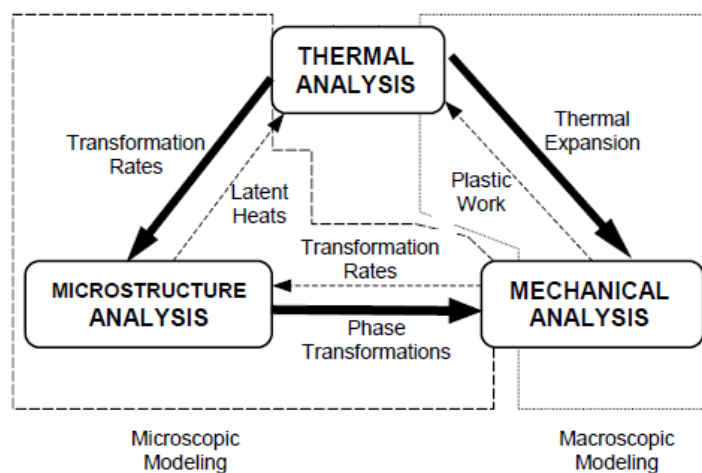 THERMAL
ANALYSIS
Transformation
Rates
Thermal
Expansion
Latent
Heats
Plastic
Work
Transformation
Rates
MICROSTRUCTURE
ANALYSIS
MECHANICAL
ANALYSIS
Phase
Transformations
Microscopic
Modeling
Macroscopic
Modeling